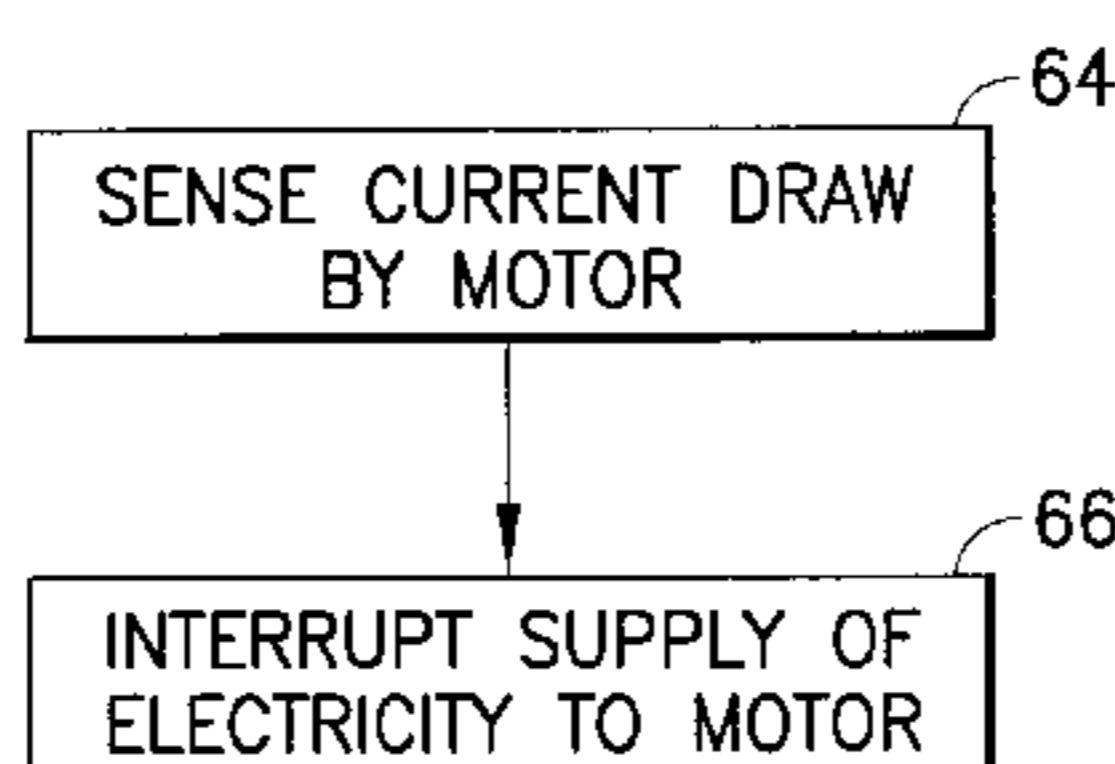 64
SENSE CURRENT DRAW
BY MOTOR
66
INTERRUPT SUPPLY OF
ELECTRICITY TO MOTOR